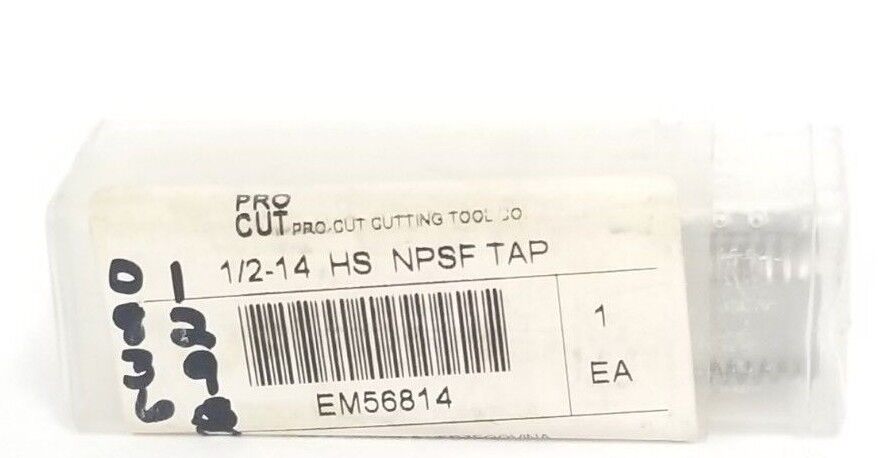 PRO
CUT PRO-CUT CUTTING TOOL CO
1/2-14 HS NPSF TAP
1
EA
EM56814